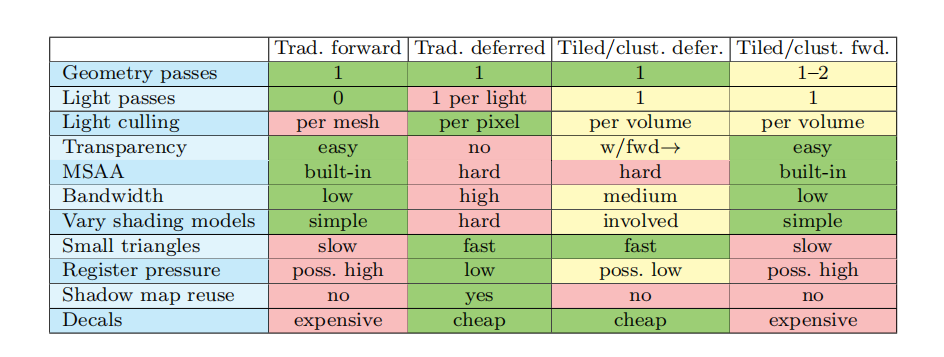 Trad. forward Trad. deferred Tiled/clust. defer. Tiled/clust. fwd.
Geometry passes 1 1 1 1–2
Light passes 0 1 per light 1 1
Light culling per mesh per pixel per volume per volume
Transparency easy no w/fwd→ easy
MSAA built-in hard hard built-in
Bandwidth low high medium low
Vary shading models simple hard involved simple
Small triangles slow fast fast slow
Register pressure poss. high low poss. low poss. high
Shadow map reuse no yes no no
Decals expensive cheap cheap expensive